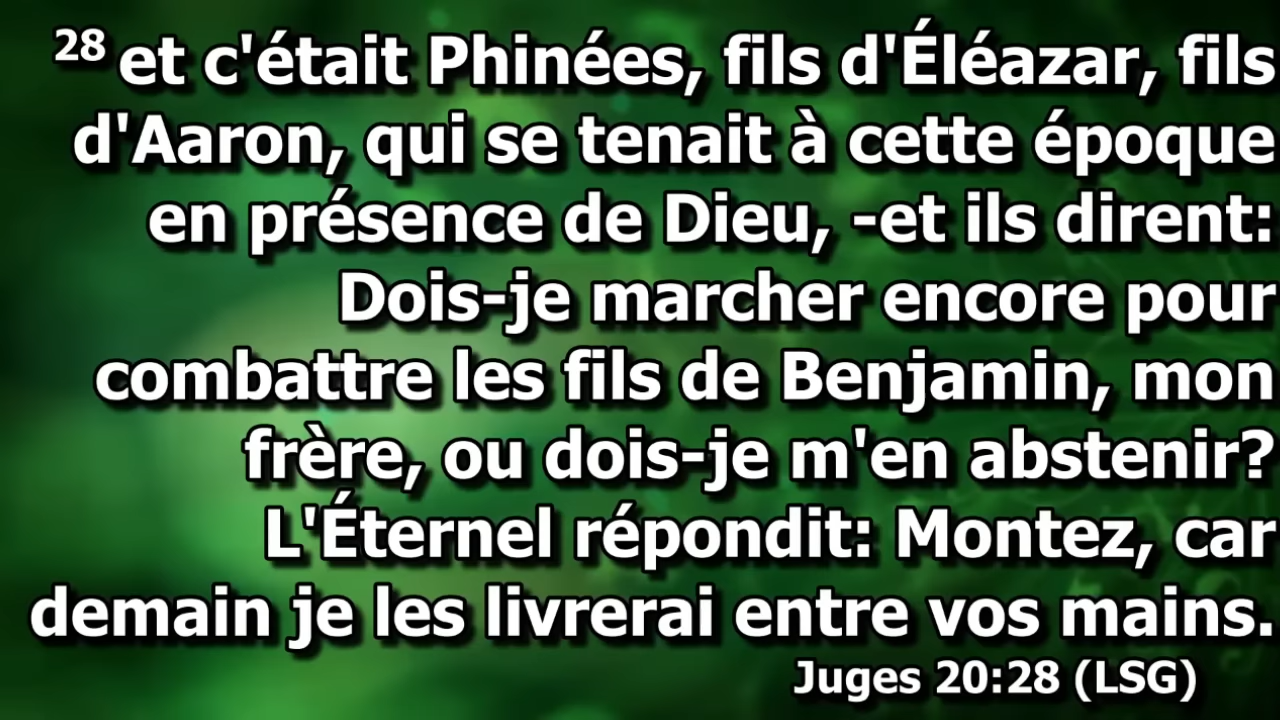 28 et c'était Phinées, fils d'Éléazar, fils
d'Aaron, qui se tenait à cette époque
en présence de Dieu, -et ils dirent:
Dois-je marcher encore pour
combattre les fils de Benjamin, mon
frère, ou dois-je m'en abstenir?
L'Éternel répondit: Montez, car
demain je les livrerai entre vos mains.
Juges 20:28 (LSG)